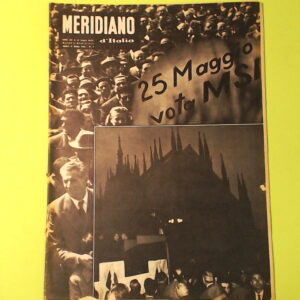 MERIDIANO
d'Italia
25 Maggio
vota MSI